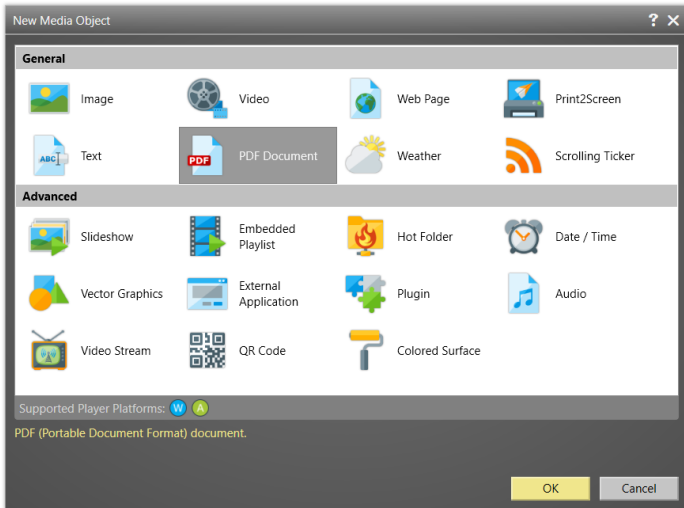 New Media Object
? ×
General
Image
Video
Web Page
Print2Screen
ABC
Text
PDF
PDF Document
Weather
Scrolling Ticker
Advanced
Slideshow
Embedded
Playlist
Hot Folder
Date / Time
Vector Graphics
External
Application
Plugin
Audio
Video Stream
QR Code
Colored Surface
Supported Player Platforms: W A
PDF (Portable Document Format) document.
OK
Cancel